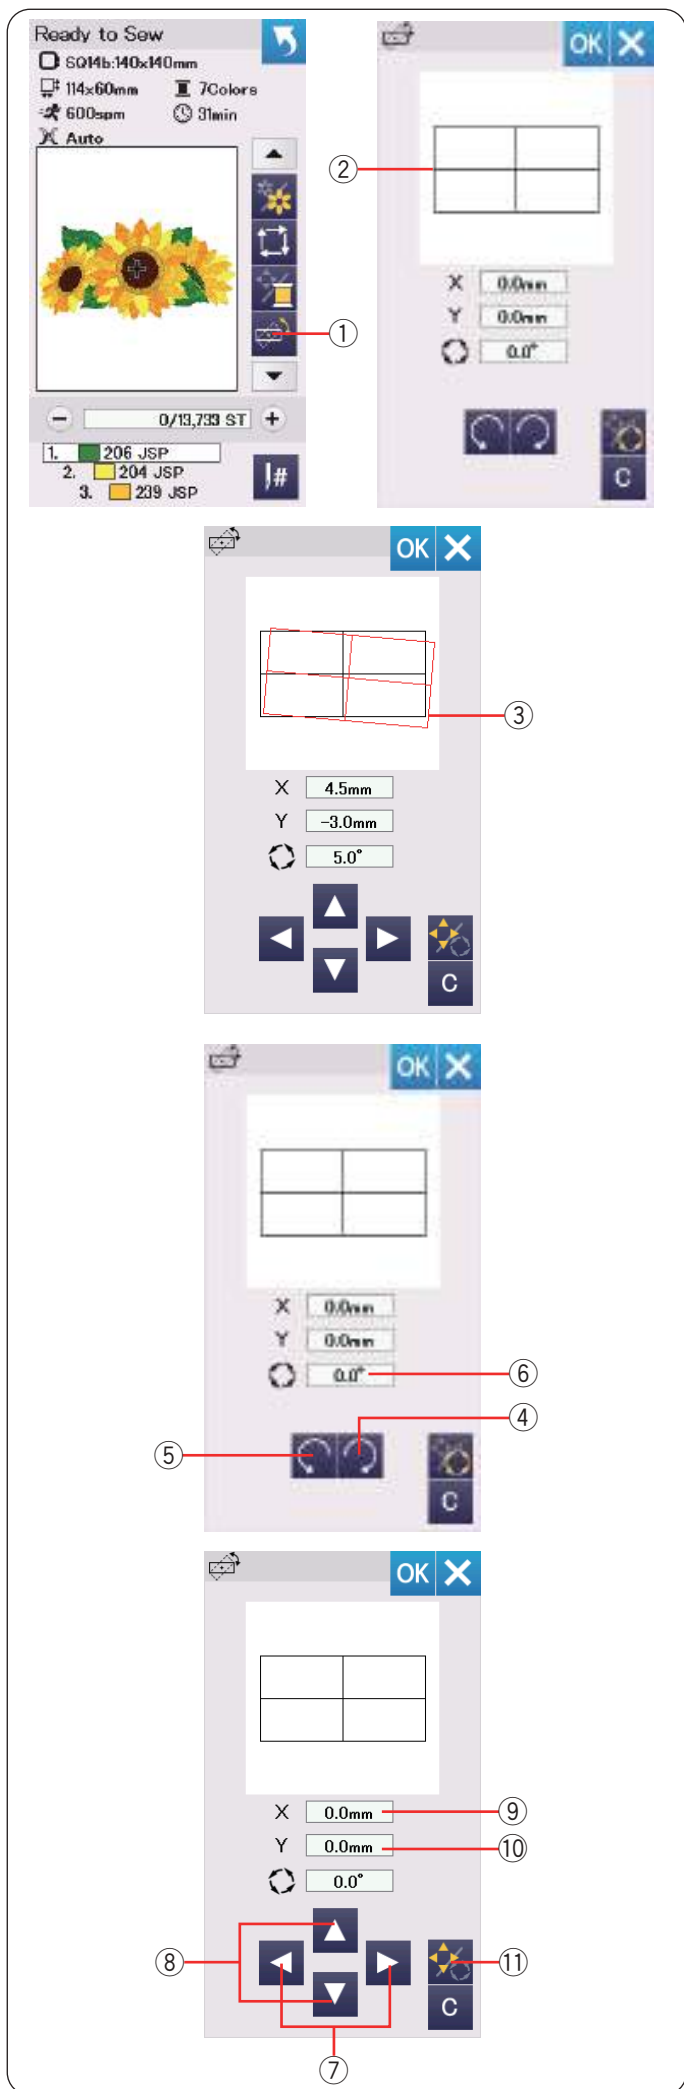 Ready to Sew
SQ14b:140x140mm
114x60mm 7Colors
600spm 31min
Auto
①
0/13,733 ST
1. 206 JSP
2. 204 JSP
3. 239 JSP
#
OK
②
X 0.0mm
Y 0.0mm
0.0°
C
OK
③
X 4.5mm
Y -3.0mm
5.0°
C
OK
X 0.0mm
Y 0.0mm
0.0° ⑥
④
⑤
C
OK
X 0.0mm ⑨
Y 0.0mm ⑩
0.0°
⑧ ⑪
C
⑦